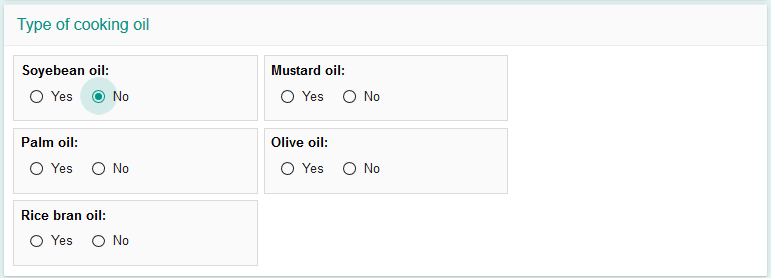 Type of cooking oil
Soyebean oil: Mustard oil:
Yes No Yes No
Palm oil: Olive oil:
Yes No Yes No
Rice bran oil:
Yes No